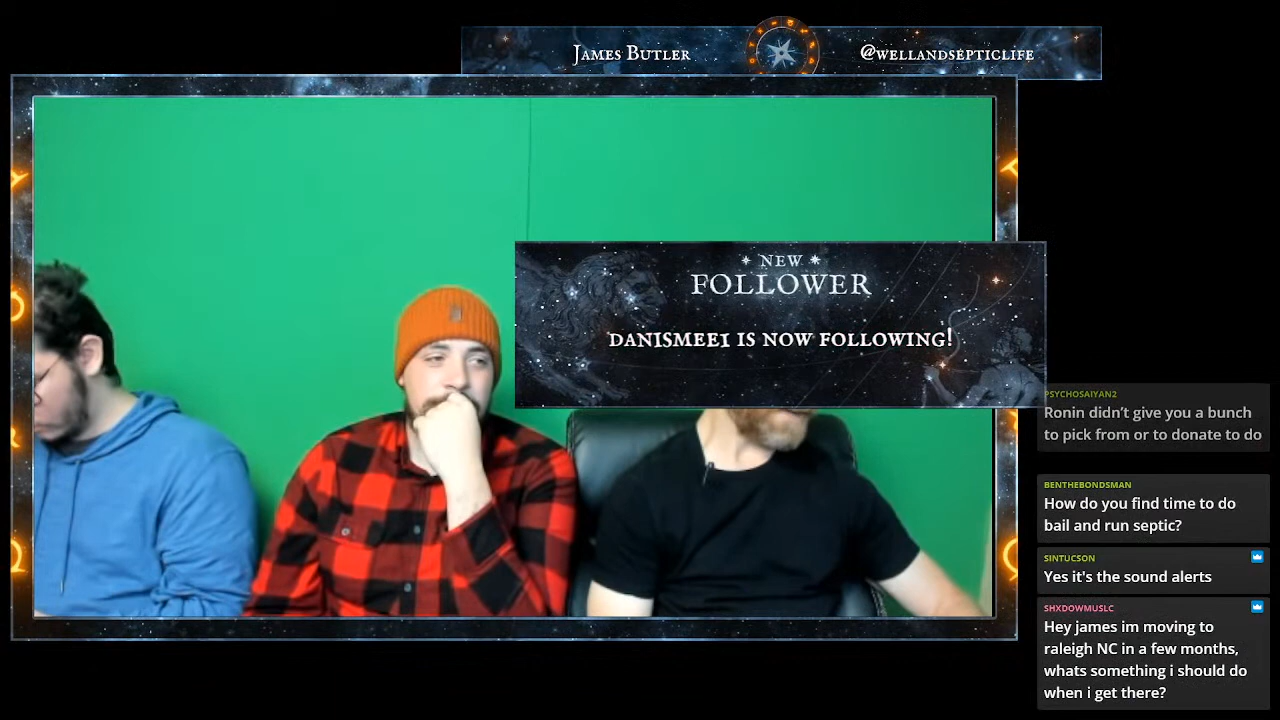 James Butler
@wellandsepticlife
NEW
FOLLOWER
DANISMEE1 IS NOW FOLLOWING!
PSYCHOSAIYAN2
Ronin didn't give you a bunch
to pick from or to donate to do
BENTHEBONDSMAN
How do you find time to do
bail and run septic?
SINTUCSON
Yes it's the sound alerts
SHXDOWMUSLC
Hey james im moving to
raleigh NC in a few months,
whats something i should do
when i get there?